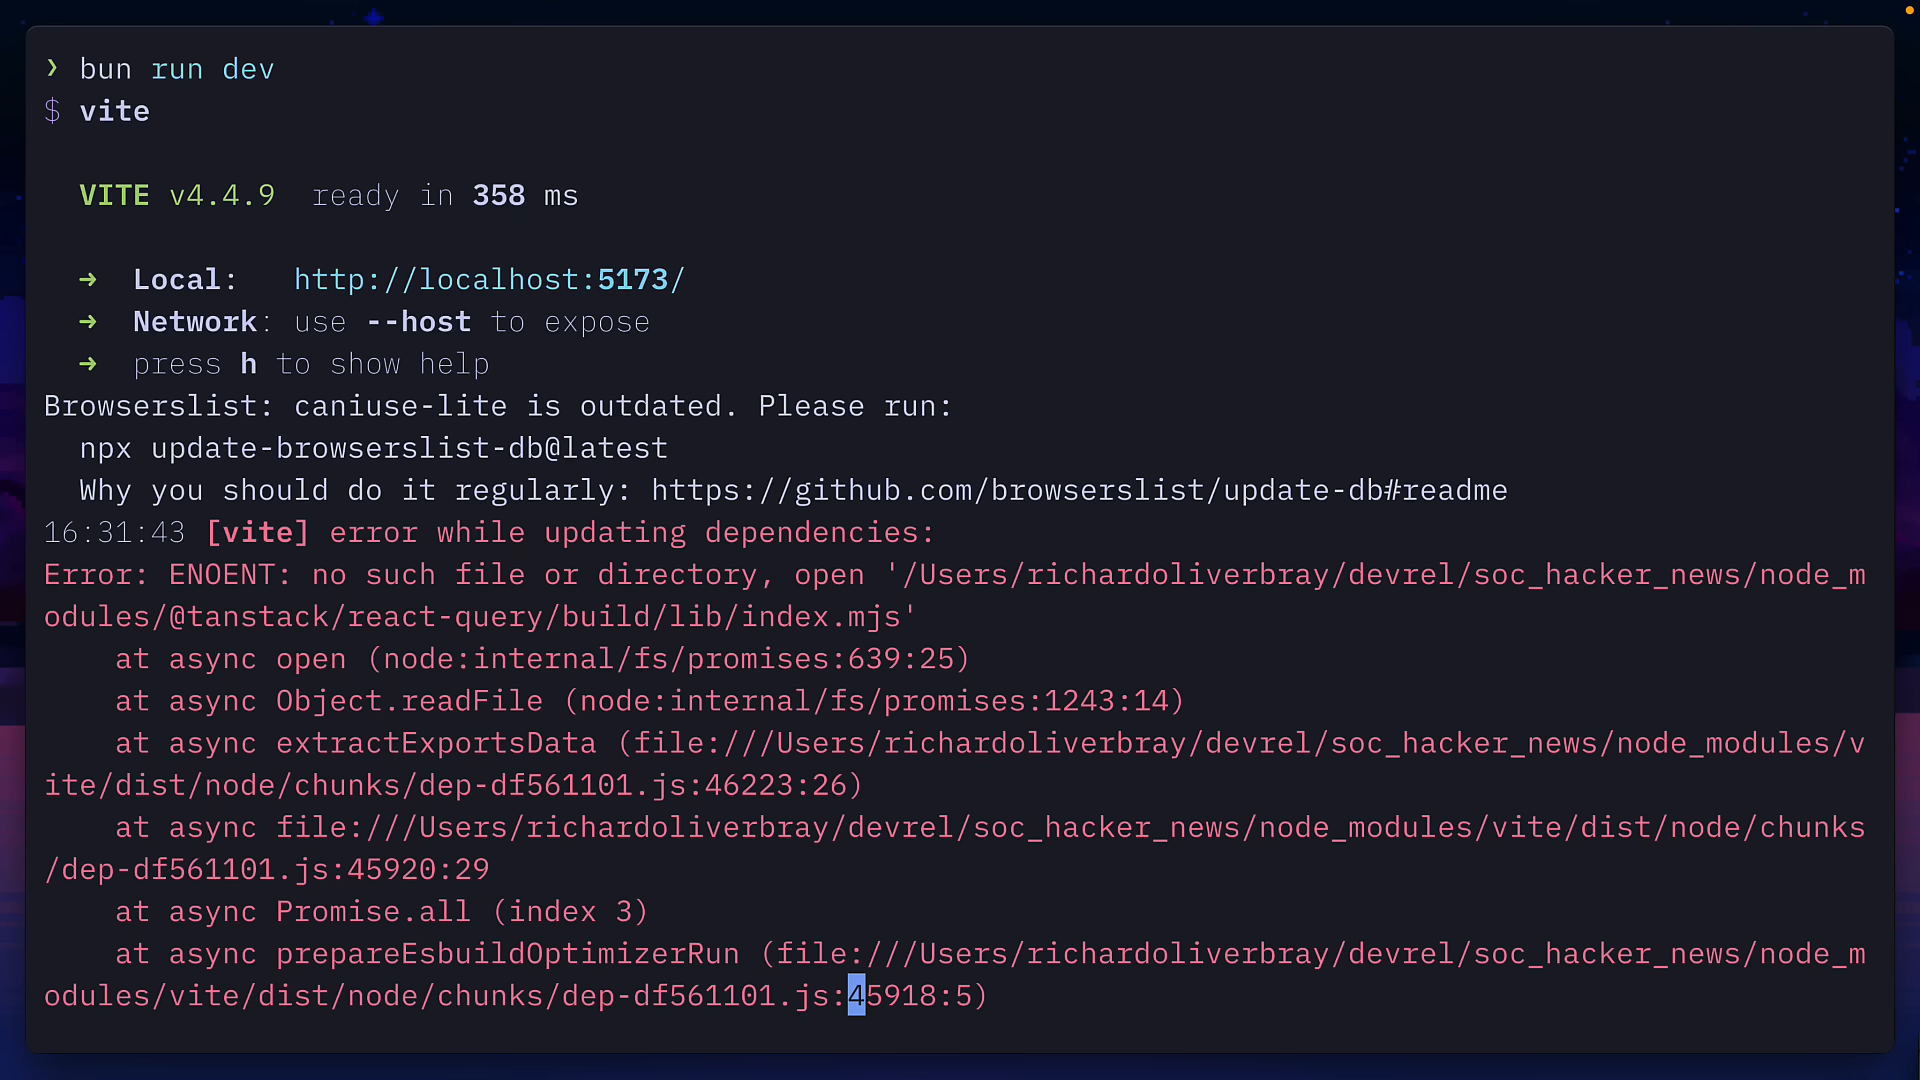 ❯ bun run dev
$ vite
VITE v4.4.9  ready in 358 ms
➜  Local:   http://localhost:5173/
➜  Network: use --host to expose
➜  press h to show help
Browserslist: caniuse-lite is outdated. Please run:
  npx update-browserslist-db@latest
  Why you should do it regularly: https://github.com/browserslist/update-db#readme
16:31:43 [vite] error while updating dependencies:
Error: ENOENT: no such file or directory, open '/Users/richardoliverbray/devrel/soc_hacker_news/node_m
odules/@tanstack/react-query/build/lib/index.mjs'
    at async open (node:internal/fs/promises:639:25)
    at async Object.readFile (node:internal/fs/promises:1243:14)
    at async extractExportsData (file:///Users/richardoliverbray/devrel/soc_hacker_news/node_modules/v
ite/dist/node/chunks/dep-df561101.js:46223:26)
    at async file:///Users/richardoliverbray/devrel/soc_hacker_news/node_modules/vite/dist/node/chunks
/dep-df561101.js:45920:29
    at async Promise.all (index 3)
    at async prepareEsbuildOptimizerRun (file:///Users/richardoliverbray/devrel/soc_hacker_news/node_m
odules/vite/dist/node/chunks/dep-df561101.js:45918:5)